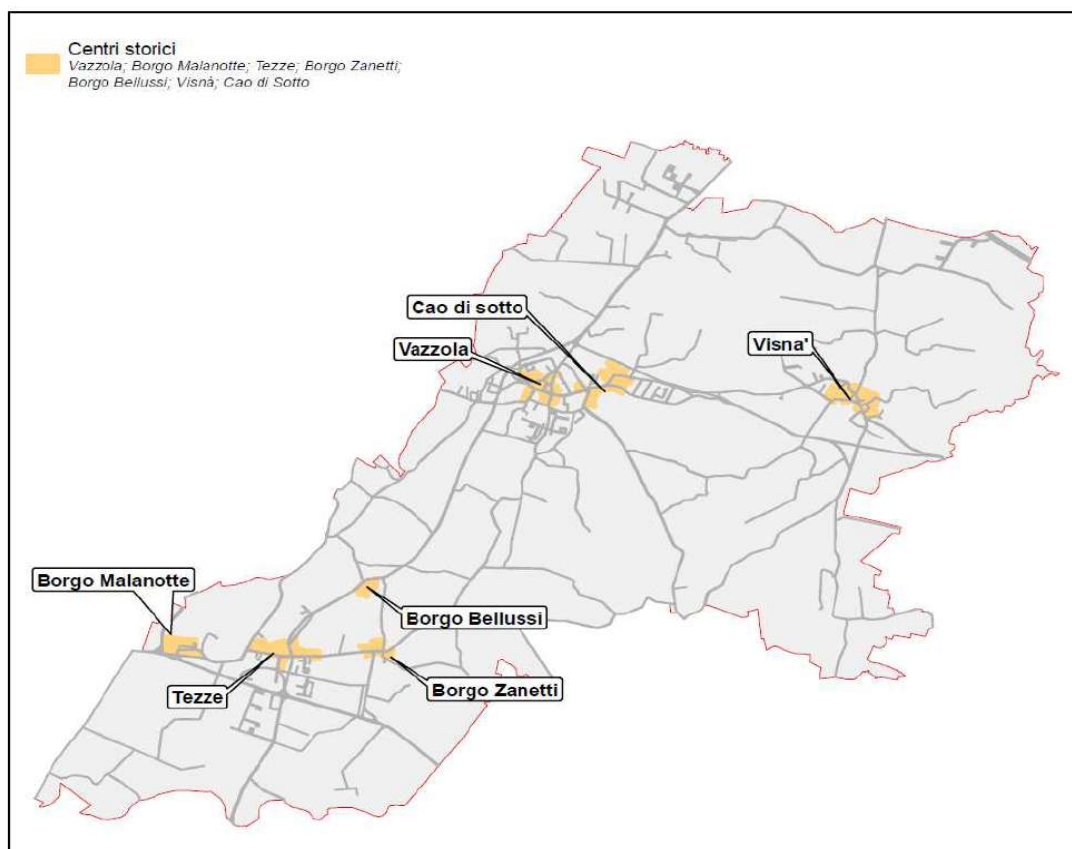 Centri storici
Vazzola; Borgo Malanotte; Tezze; Borgo Zanetti;
Borgo Bellussi; Visnà; Cao di Sotto
Cao di sotto
Vazzola
Visna'
Borgo Malanotte
Borgo Bellussi
Tezze
Borgo Zanetti